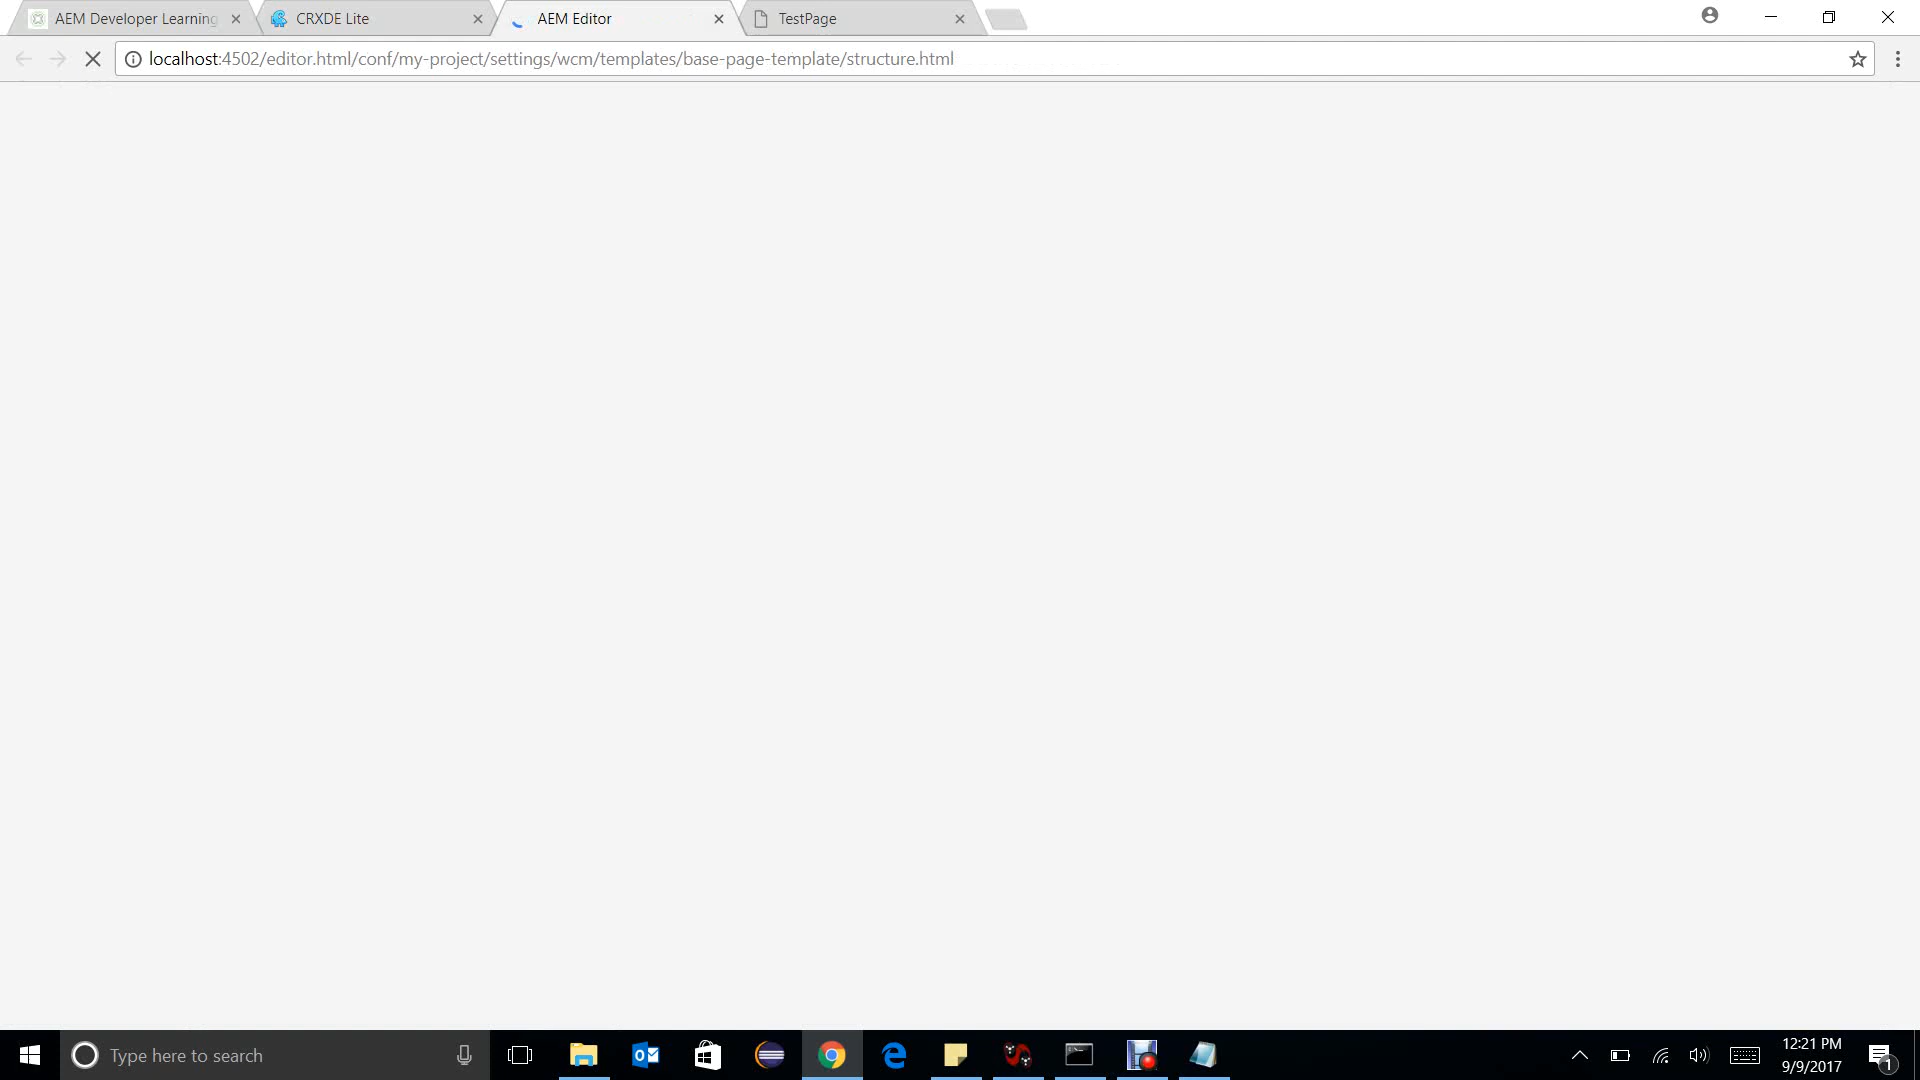 AEM Developer Learning
CRXDE Lite
AEM Editor
TestPage
localhost:4502/editor.html/conf/my-project/settings/wcm/templates/base-page-template/structure.html
Type here to search
12:21 PM
9/9/2017
1